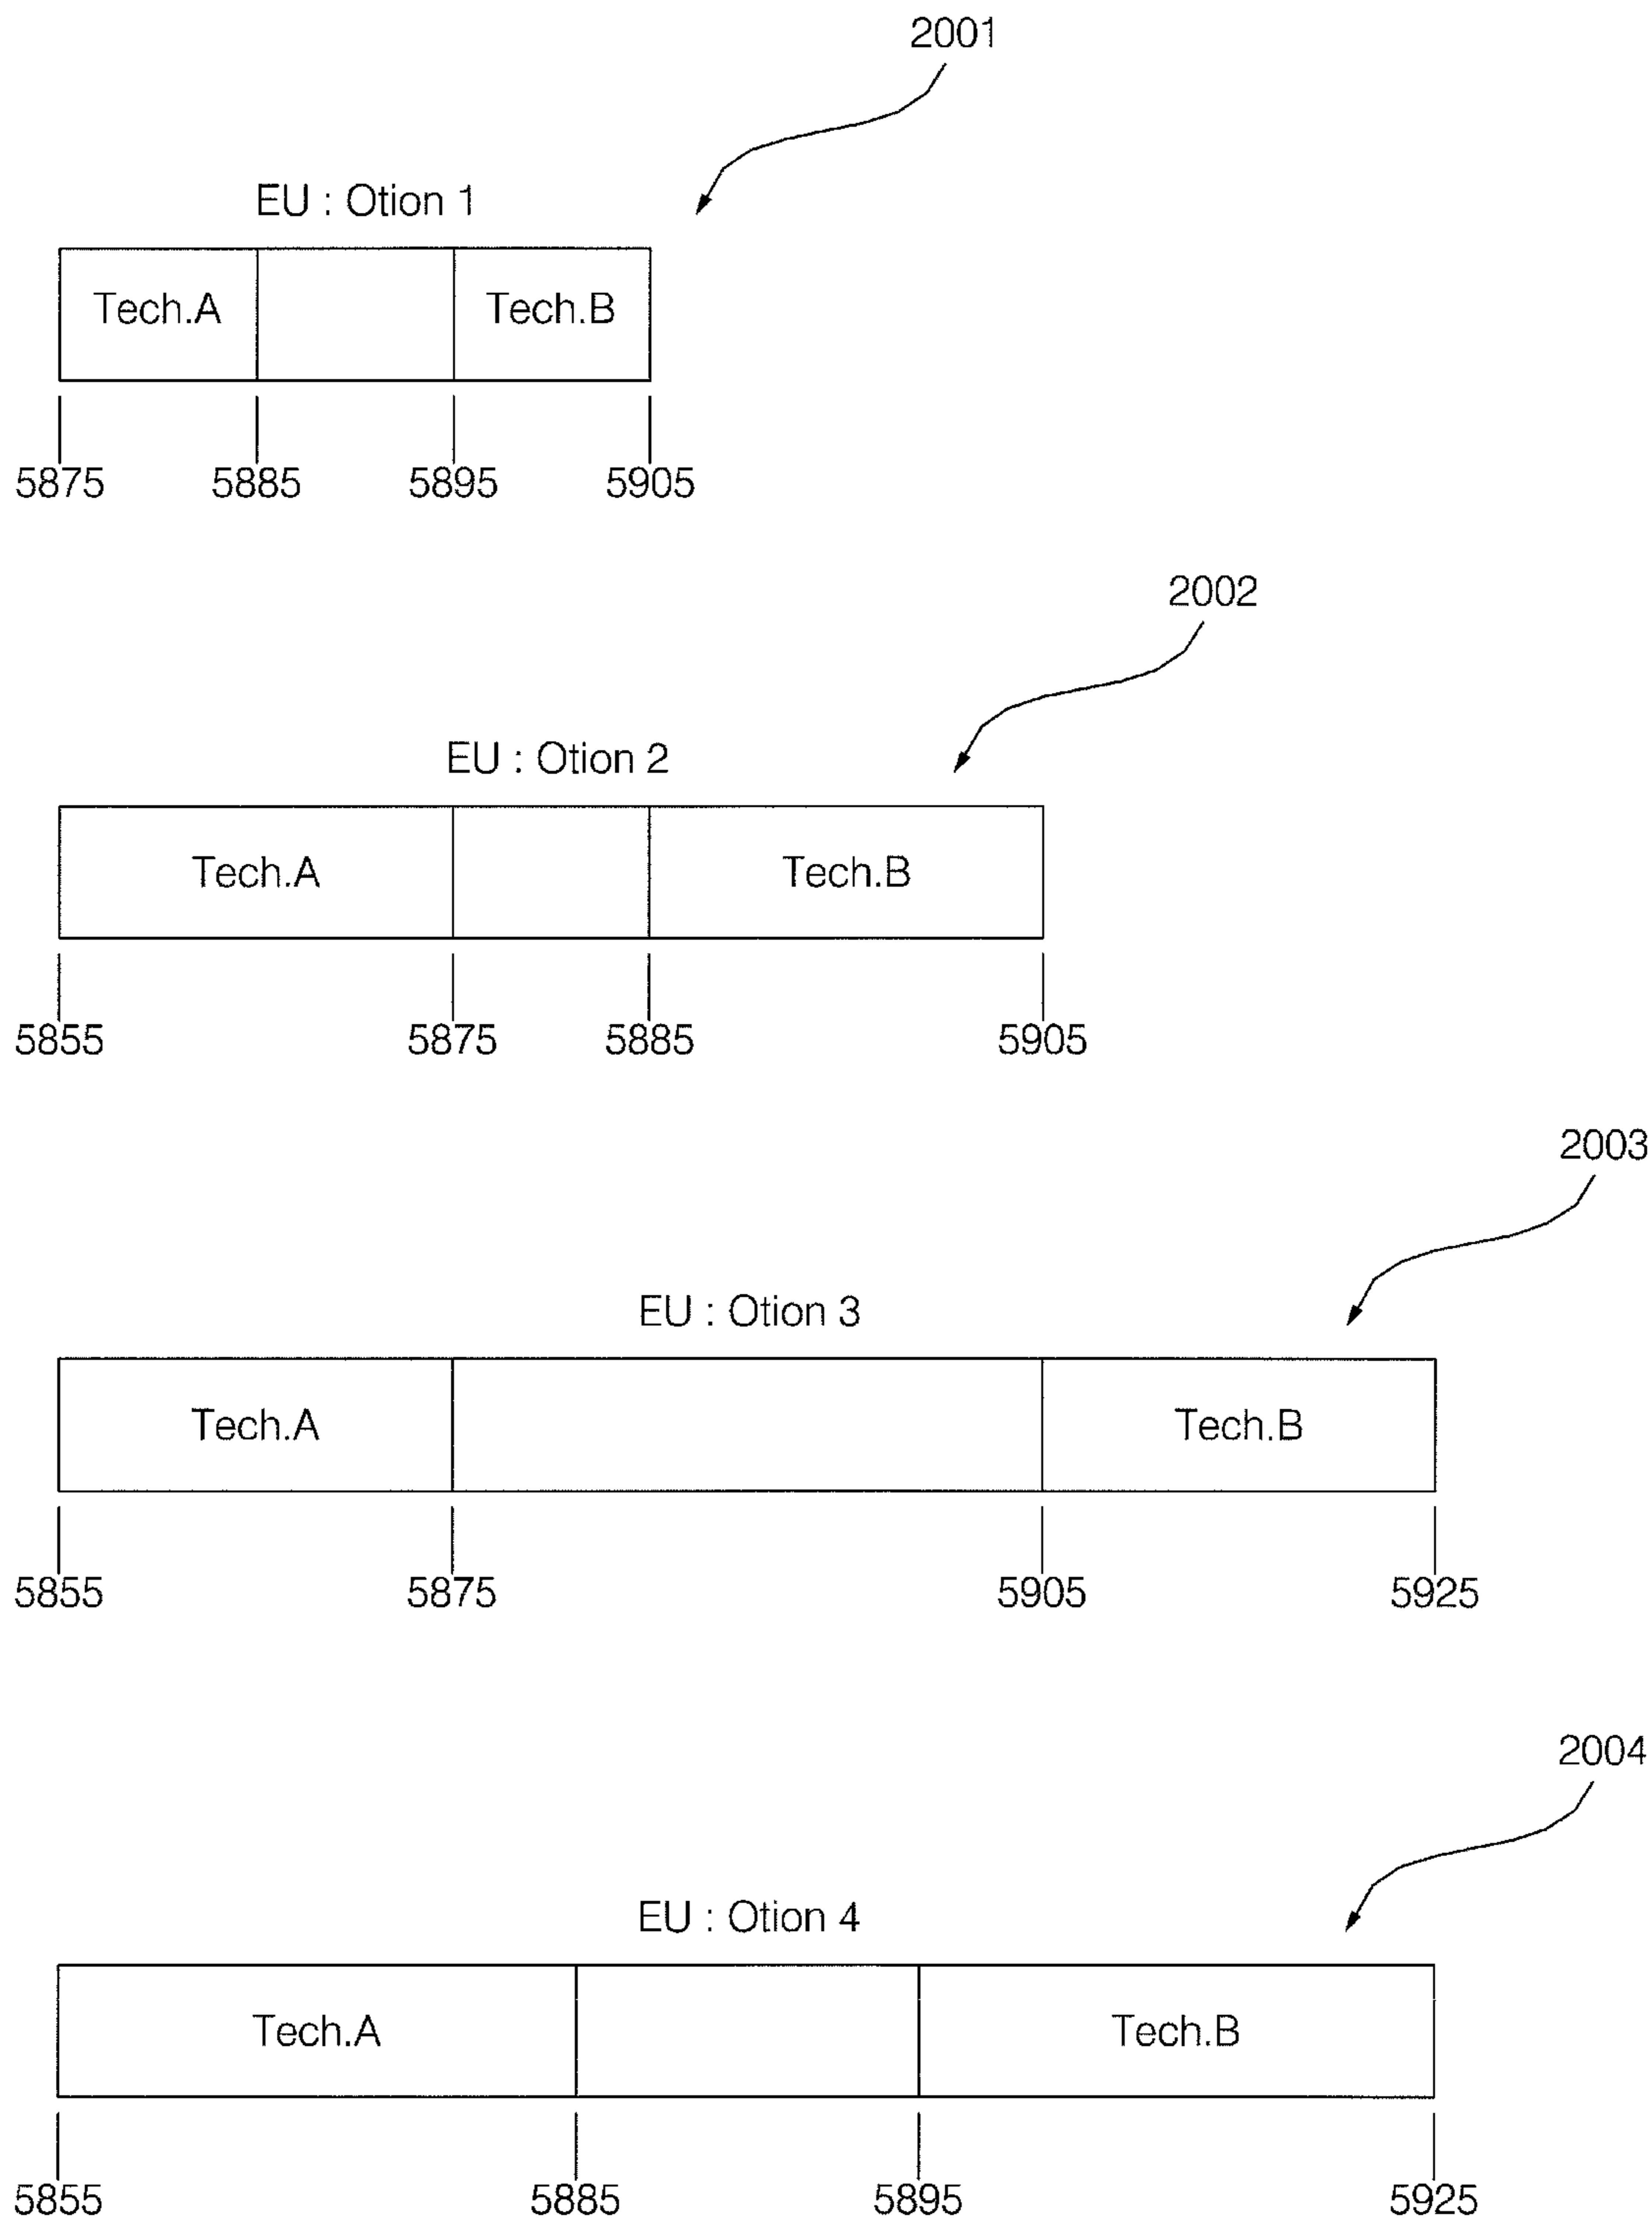 2001
EU : Otion 1
Tech.A Tech.B
5875 5885 5895 5905
2002
EU : Otion 2
Tech.A Tech.B
5855 5875 5885 5905
2003
EU : Otion 3
Tech.A Tech.B
5855 5875 5905 5925
2004
EU : Otion 4
Tech.A Tech.B
5855 5885 5895 5925